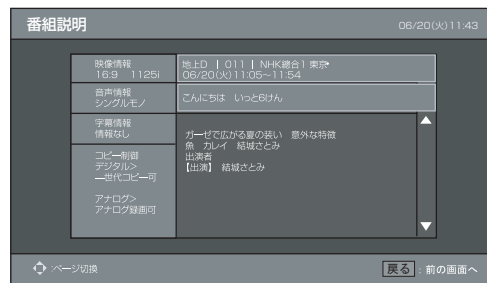 番組説明
06/20(火)11:43
映像情報
16:9 1125i
地上D | 011 | NHK總合1 東京
06/20(火)11:05～11:54
音声情報
シングルモノ
こんにちは いっと6けん
字幕情報
情報なし
コピー制御
デジタル>
一世代コピー可
アナログ>
アナログ録画可
ガーゼで広がる夏の装い 意外な特徴
魚 カレイ 結城さとみ
出演者
【出演】 結城さとみ
:ページ切換
戻る : 前の画面へ